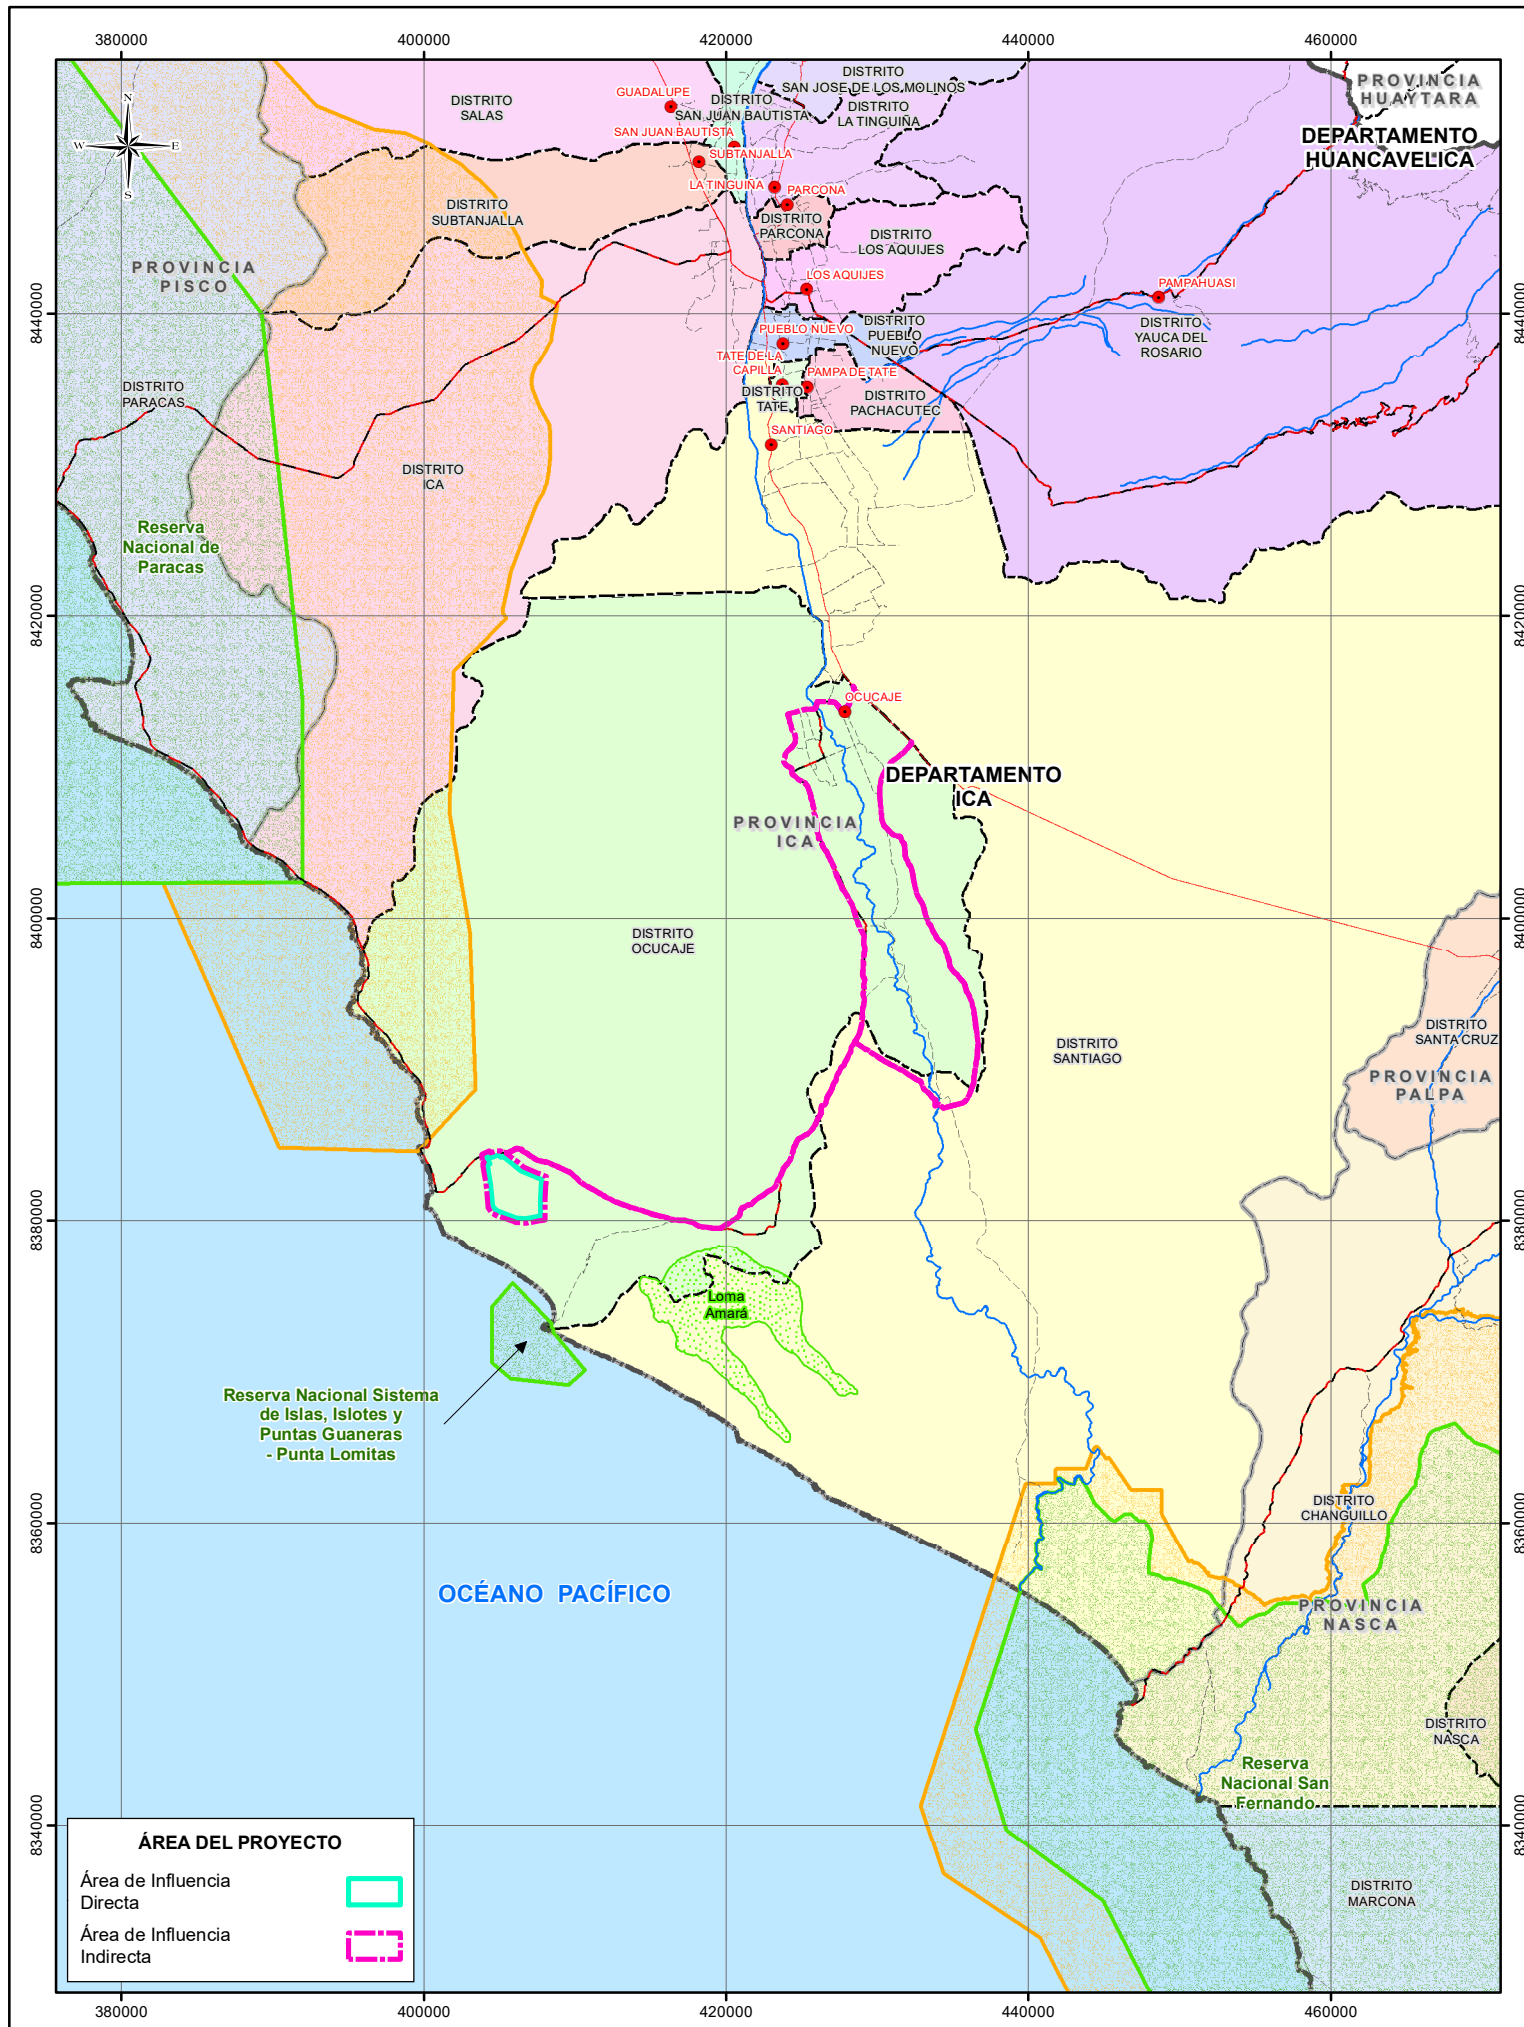 380000
400000
420000
440000
460000
N
W
E
S
DISTRITO
SALAS
GUADALUPE
SAN JUAN BAUTISTA
DISTRITO
SAN JUAN BAUTISTA
DISTRITO
SAN JOSE DE LOS MOLINOS
DISTRITO
LA TINGUIÑA
PROVINCIA
HUAYTARA
DEPARTAMENTO
HUANCAVELICA
SUBTANJALLA
LA TINGUIÑA
PARCONA
DISTRITO
SUBTANJALLA
DISTRITO
PARCONA
DISTRITO
LOS AQUIJES
PROVINCIA
PISCO
LOS AQUIJES
PAMPAHUASI
8440000
8440000
PUEBLO NUEVO
DISTRITO
PUEBLO
NUEVO
DISTRITO
YAUCA DEL
ROSARIO
TATE DE LA
CAPILLA
PAMPA DE TATE
DISTRITO
TATE
DISTRITO
PACHACUTEC
DISTRITO
PARACAS
SANTIAGO
DISTRITO
ICA
Reserva
Nacional de
Paracas
8420000
8420000
OCUCAJE
DEPARTAMENTO
ICA
PROVINCIA
ICA
8400000
8400000
DISTRITO
OCUCAJE
DISTRITO
SANTIAGO
DISTRITO
SANTA CRUZ
PROVINCIA
PALPA
8380000
8380000
Loma
Amará
Reserva Nacional Sistema
de Islas, Islotes y
Puntas Guaneras
- Punta Lomitas
DISTRITO
CHANGUILLO
8360000
8360000
OCÉANO PACÍFICO
PROVINCIA
NASCA
DISTRITO
NASCA
Reserva
Nacional San
Fernando
8340000
8340000
DISTRITO
MARCONA
ÁREA DEL PROYECTO
Área de Influencia
Directa
Área de Influencia
Indirecta
380000
400000
420000
440000
460000